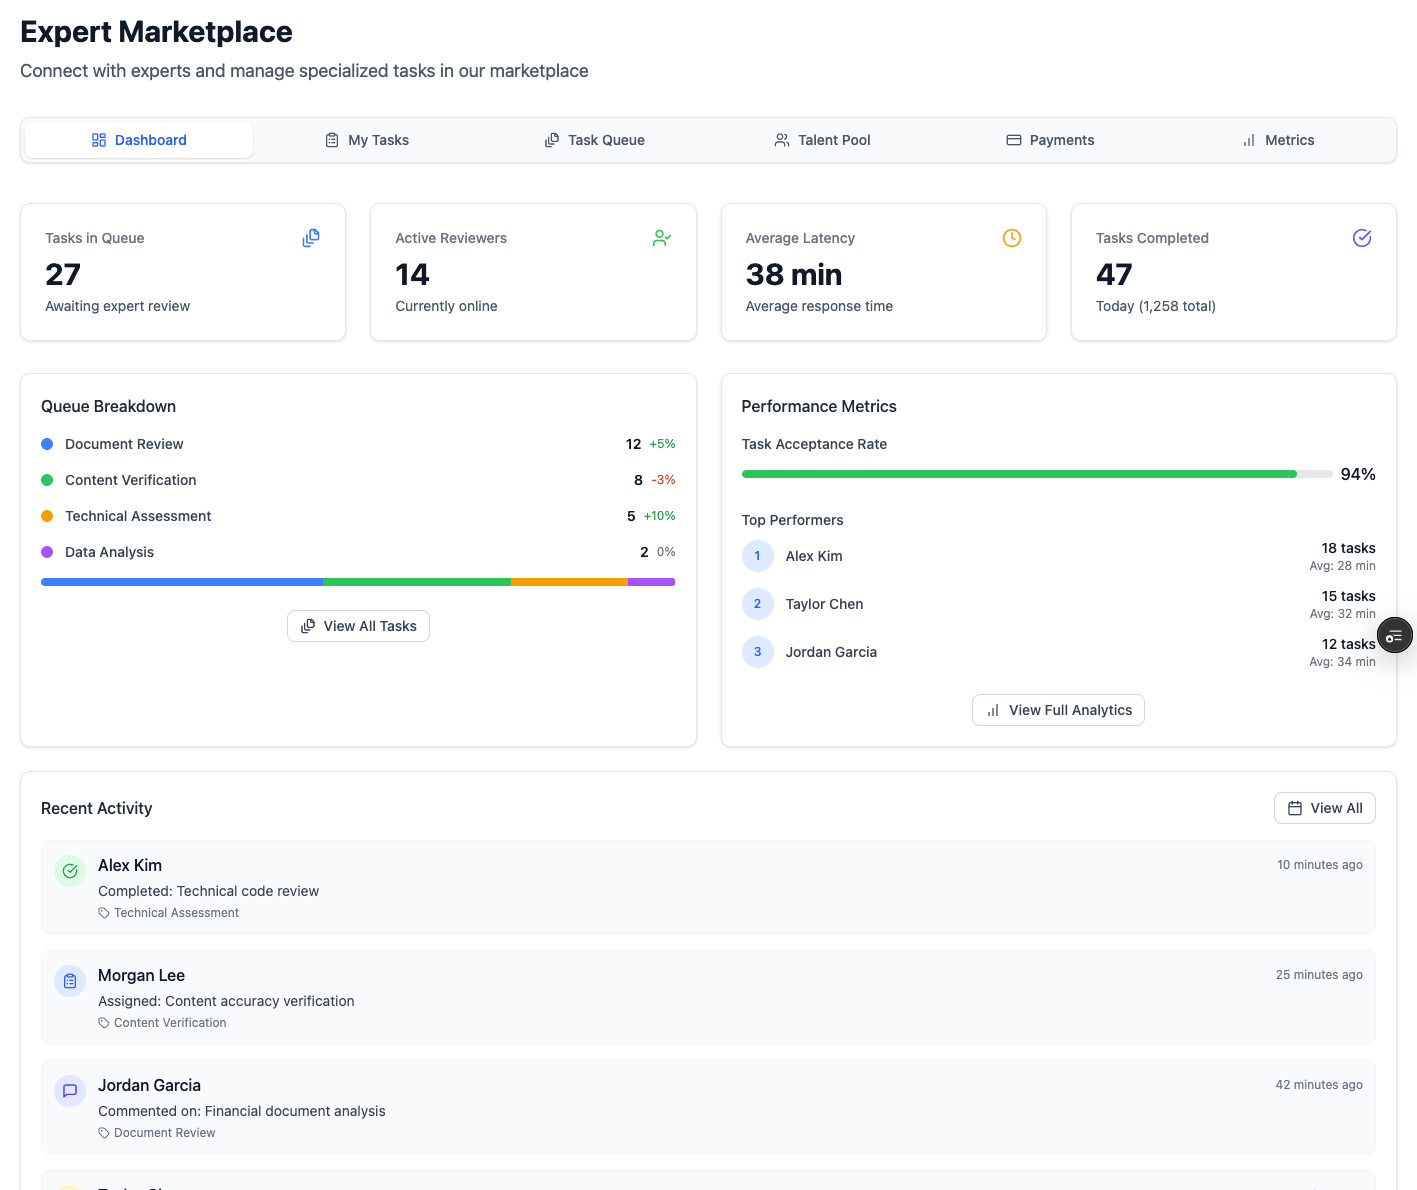 Expert Marketplace
Connect with experts and manage specialized tasks in our marketplace
Dashboard
My Tasks
Task Queue
Talent Pool
Payments
Metrics
Tasks in Queue
27
Awaiting expert review
Active Reviewers
14
Currently online
Average Latency
38 min
Average response time
Tasks Completed
47
Today (1,258 total)
Queue Breakdown
Document Review 12 +5%
Content Verification 8 -3%
Technical Assessment 5 +10%
Data Analysis 2 0%
View All Tasks
Performance Metrics
Task Acceptance Rate
94%
Top Performers
1 Alex Kim 18 tasks
Avg: 28 min
2 Taylor Chen 15 tasks
Avg: 32 min
3 Jordan Garcia 12 tasks
Avg: 34 min
View Full Analytics
Recent Activity
View All
Alex Kim 10 minutes ago
Completed: Technical code review
Technical Assessment
Morgan Lee 25 minutes ago
Assigned: Content accuracy verification
Content Verification
Jordan Garcia 42 minutes ago
Commented on: Financial document analysis
Document Review